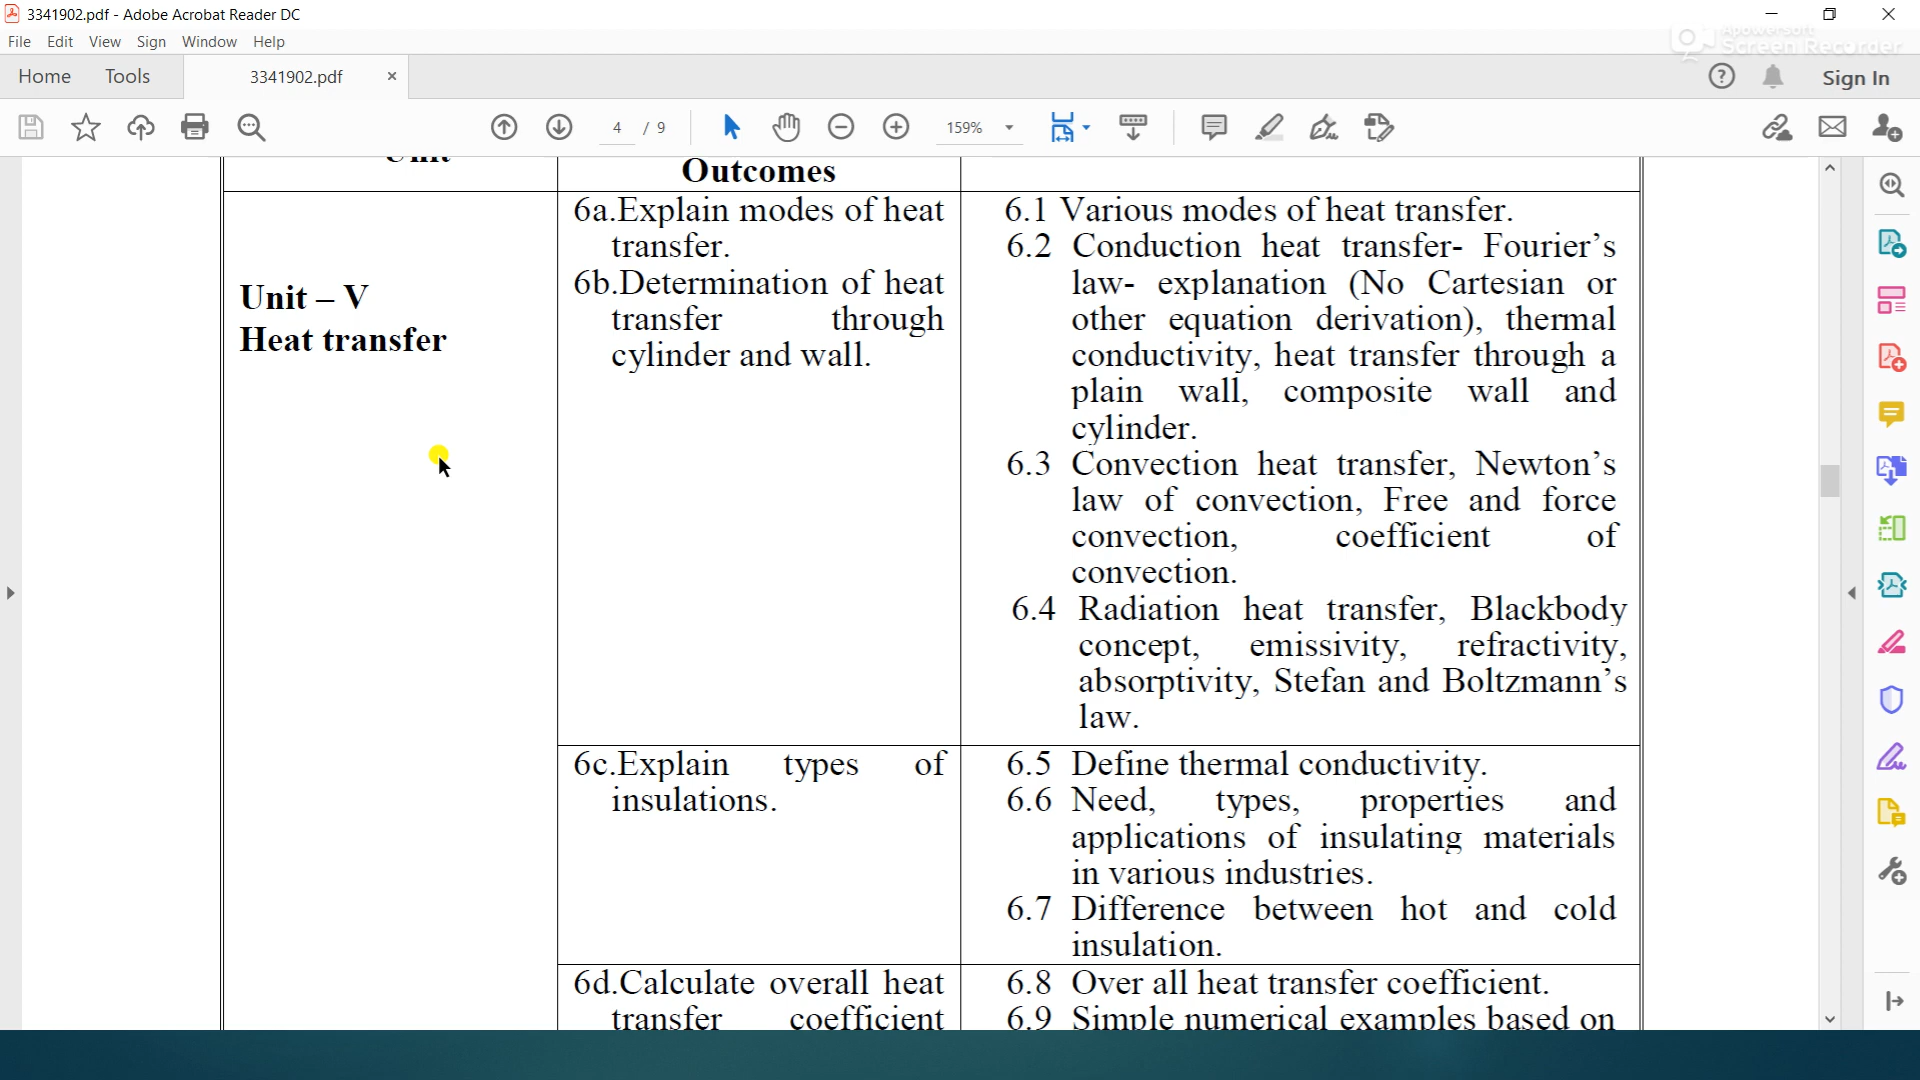 3341902.pdf - Adobe Acrobat Reader DC
File Edit View Sign Window Help
Apowersoft
Screen Recorder
Home Tools 3341902.pdf Sign In
4 / 9 159%
Unit
Outcomes
Unit – V
Heat transfer
6a.Explain modes of heat
transfer.
6b.Determination of heat
transfer through
cylinder and wall.
6.1 Various modes of heat transfer.
6.2 Conduction heat transfer- Fourier’s
law- explanation (No Cartesian or
other equation derivation), thermal
conductivity, heat transfer through a
plain wall, composite wall and
cylinder.
6.3 Convection heat transfer, Newton’s
law of convection, Free and force
convection, coefficient of
convection.
6.4 Radiation heat transfer, Blackbody
concept, emissivity, refractivity,
absorptivity, Stefan and Boltzmann’s
law.
6c.Explain types of
insulations.
6.5 Define thermal conductivity.
6.6 Need, types, properties and
applications of insulating materials
in various industries.
6.7 Difference between hot and cold
insulation.
6d.Calculate overall heat
transfer coefficient
6.8 Over all heat transfer coefficient.
6.9 Simple numerical examples based on